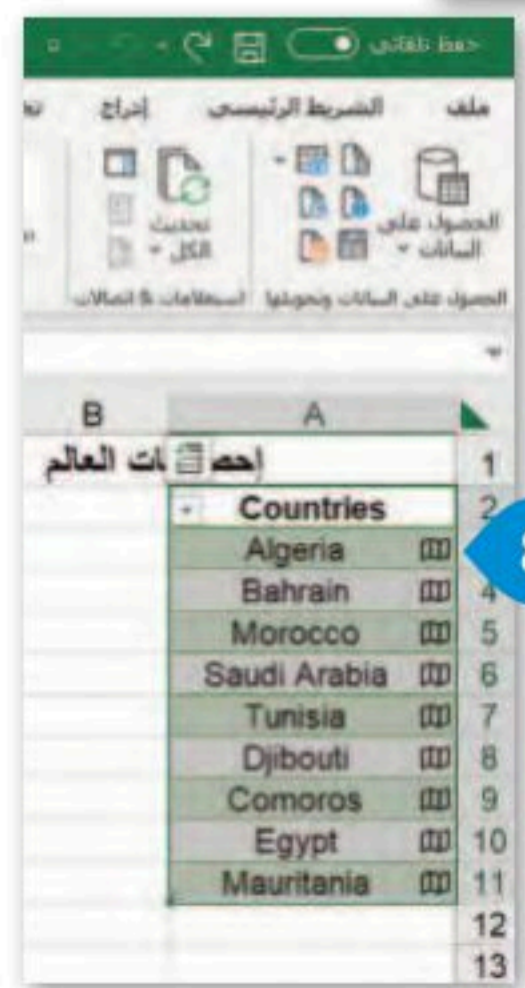 حفظ تلقائي
ملف الشريط الرئيسي إدراج
الحصول على البيانات
تحديث الكل
الحصول على البيانات وتحويلها استعلامات & اتصالات
A B
1 إحص ات العالم
2 Countries
Algeria
4 Bahrain
5 Morocco
6 Saudi Arabia
7 Tunisia
8 Djibouti
9 Comoros
10 Egypt
11 Mauritania
12
13